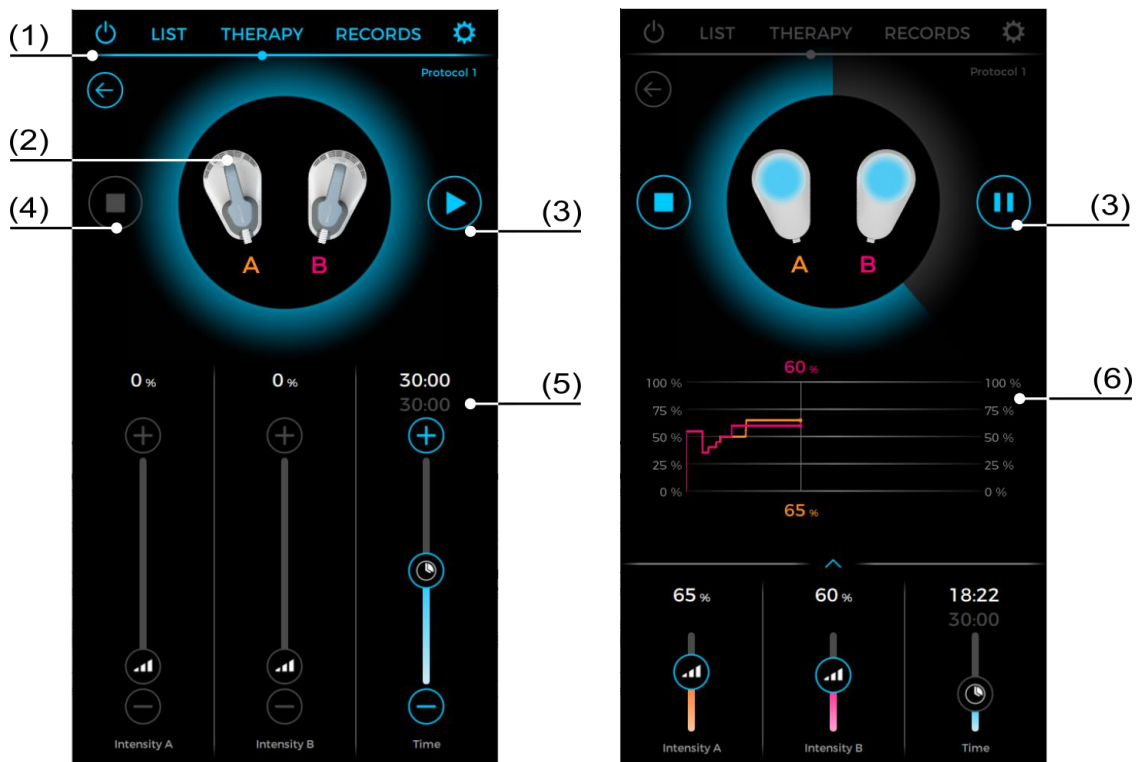 (1)
LIST THERAPY RECORDS
Protocol 1
(2)
(4)
(3)
A B
0 % 0 % 30:00
30:00
(5)
Intensity A Intensity B Time
LIST THERAPY RECORDS
Protocol 1
(3)
A B
60 %
100 % 100 %
75 % 75 %
50 % 50 %
25 % 25 %
0 % 0 %
65 %
(6)
65 % 60 % 18:22
30:00
Intensity A Intensity B Time